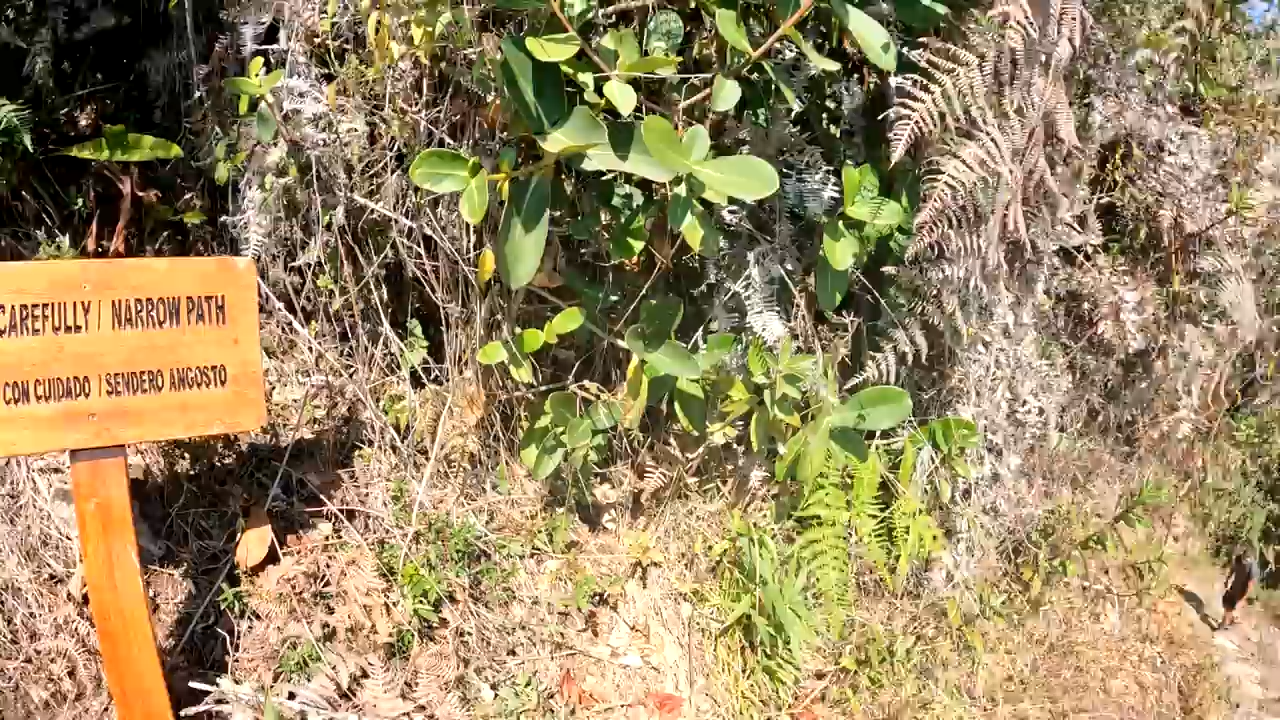 CAREFULLY / NARROW PATH
CON CUIDADO / SENDERO ANGOSTO